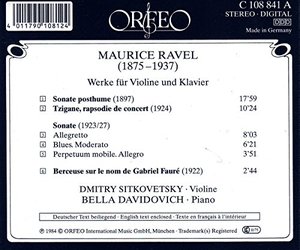 ORFEO
C 108 841 A
STEREO · DIGITAL
Made in Germany
4 011790 108124
MAURICE RAVEL
(1875–1937)
Werke für Violine und Klavier
1 Sonate posthume (1897) 17'59
2 Tzigane, rapsodie de concert (1924) 10'24
Sonate (1923/27)
3 Allegretto 8'03
4 Blues. Moderato 6'21
5 Perpetuum mobile. Allegro 3'51
6 Berceuse sur le nom de Gabriel Fauré (1922) 2'44
DMITRY SITKOVETSKY · Violine
BELLA DAVIDOVICH · Piano
Deutscher Text beiliegend · English text enclosed · Texte en français à l'intérieur
℗ 1984 © ORFEO International Music GmbH, München · Digital Recording